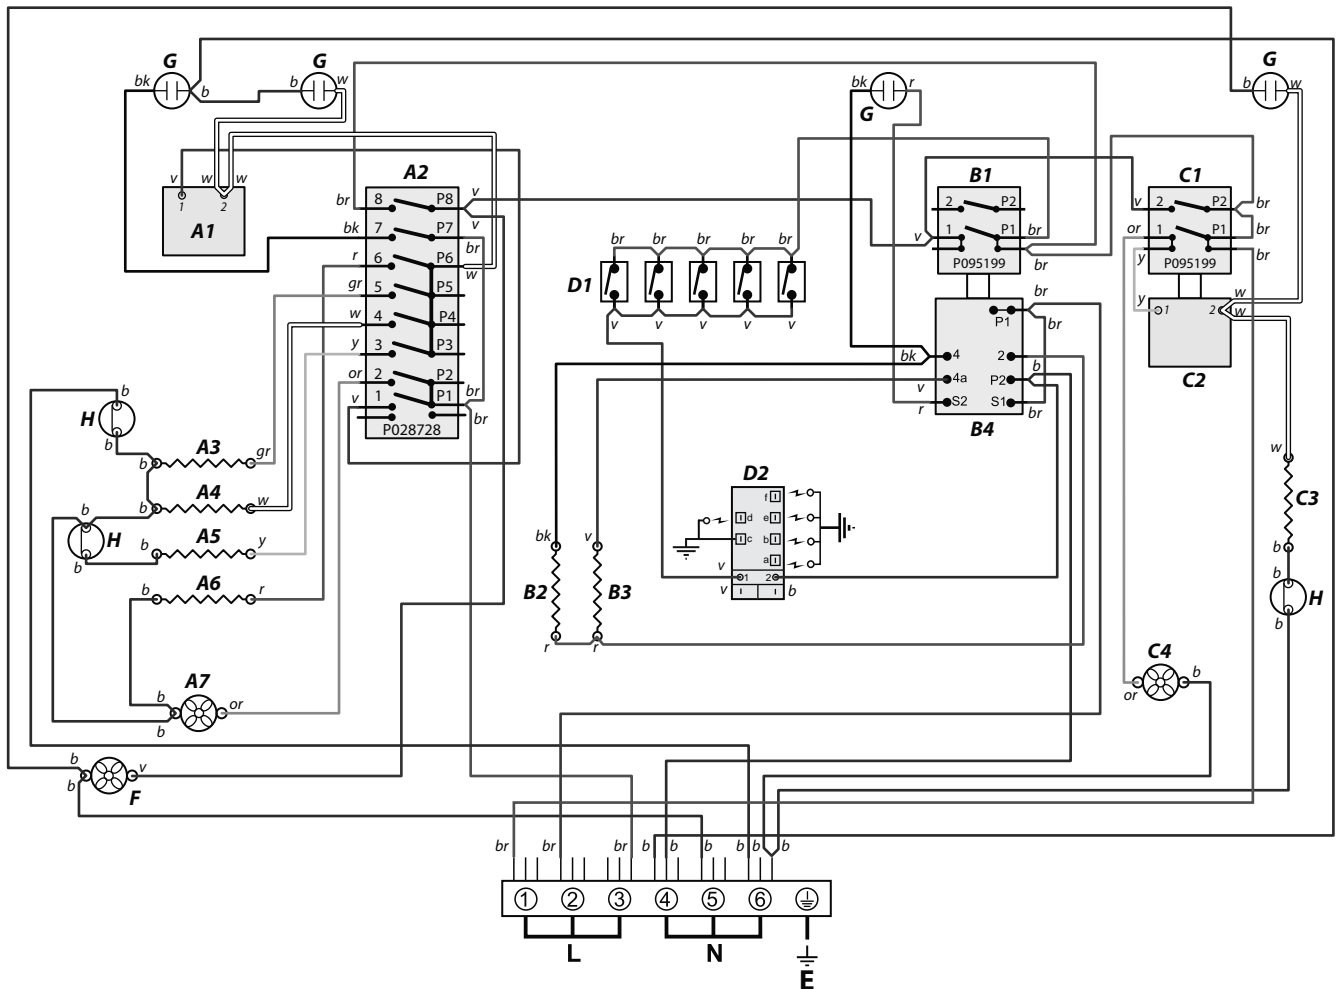 G G G
bk b b w bk r b w
G
A2 B1 C1
v w w
1 2
A1
br 8 P8 v
v
bk 7 P7 br
r 6 P6 w
gr 5 P5
w 4 P4
y 3 P3
or 2 P2 br
v 1 P1 br
P028728
2 P2
v 1 P1 br
br
P095199
v 2 P2 br
or 1 P1 br
y br
P095199
br br br br br
D1
v v v v v
br
P1
bk 4 2 b
v 4a P2
r S2 S1 br
B4
y 1 2 w
w
C2
b
H
b
b A3 gr
b A4 w
b
H
b
b A5 y
b A6 r
b A7 or
b
b F v
b
D2
f
d e
c b
a
v 1 2
v b
bk v
B2 B3
r r
w
C3
b
b
H
b
C4
or b
br br br b b b b b b
1 2 3 4 5 6
L N
E